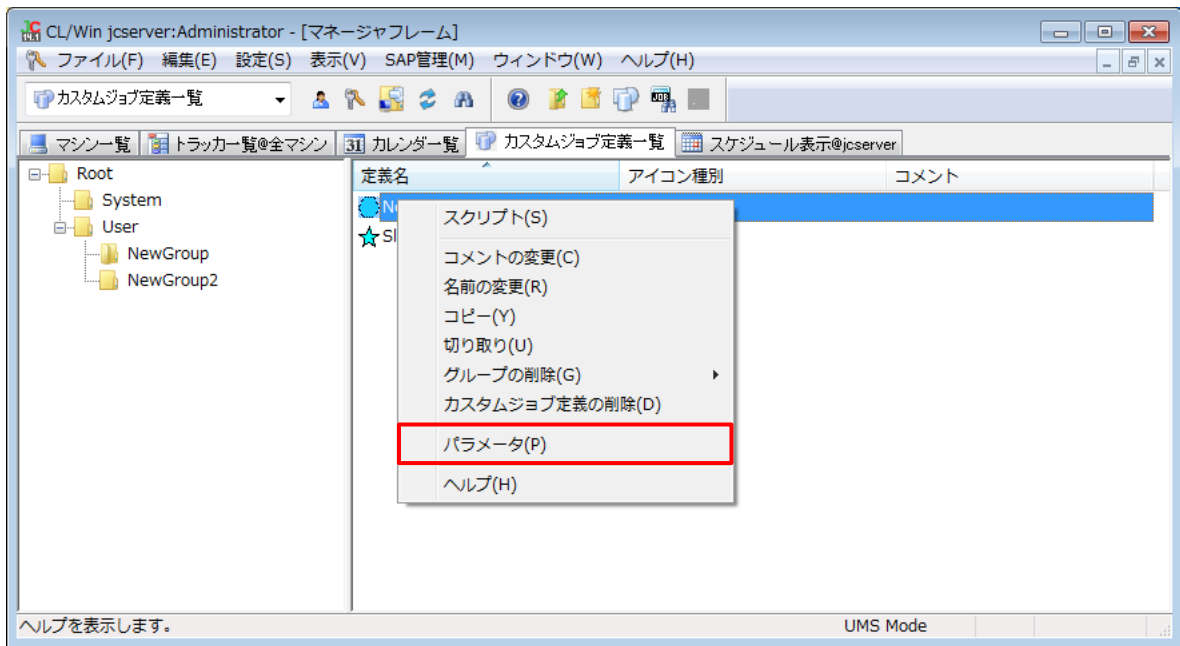 CL/Win jcserver:Administrator - [マネージャフレーム]
ファイル(F) 編集(E) 設定(S) 表示(V) SAP管理(M) ウィンドウ(W) ヘルプ(H)
カスタムジョブ定義一覧
マシン一覧 トラッカ一覧@全マシン 31 カレンダー一覧 カスタムジョブ定義一覧 スケジュール表示@jcserver
Root
System
User
NewGroup
NewGroup2
定義名 アイコン種別 コメント
スクリプト(S)
コメントの変更(C)
名前の変更(R)
コピー(Y)
切り取り(U)
グループの削除(G)
カスタムジョブ定義の削除(D)
パラメータ(P)
ヘルプ(H)
ヘルプを表示します。 UMS Mode